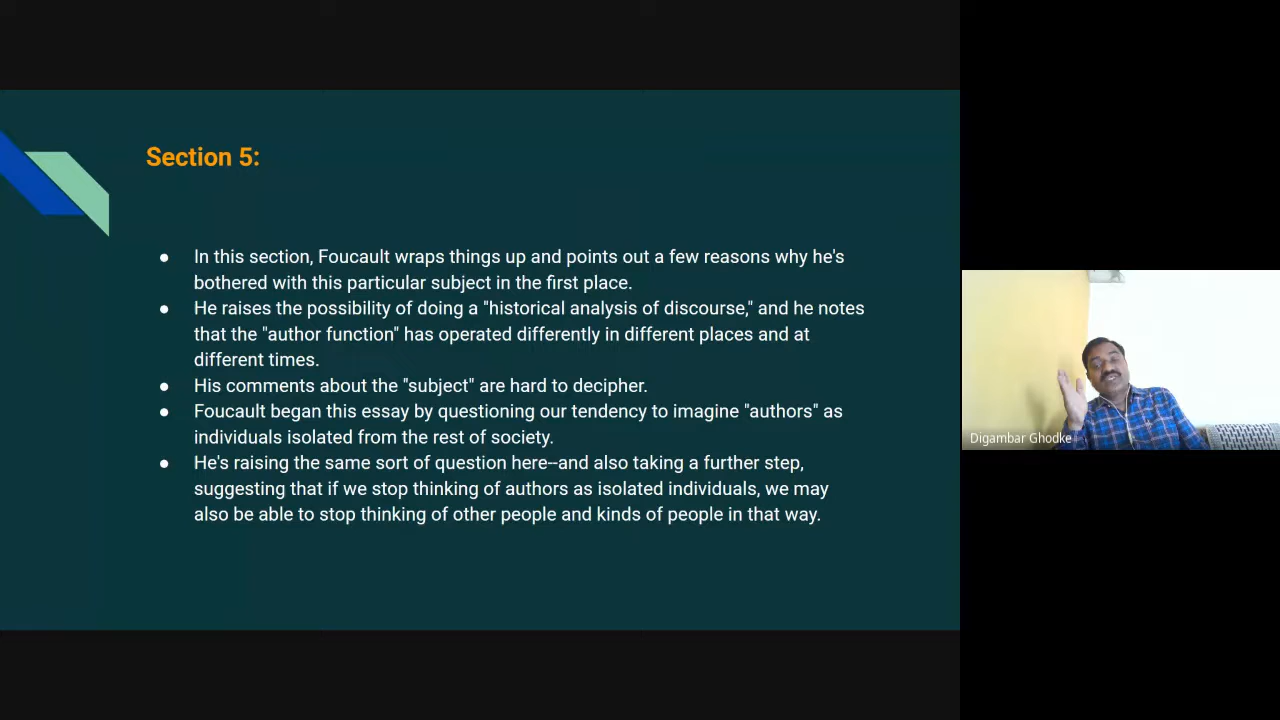 Section 5:
● In this section, Foucault wraps things up and points out a few reasons why he's
bothered with this particular subject in the first place.
● He raises the possibility of doing a "historical analysis of discourse," and he notes
that the "author function" has operated differently in different places and at
different times.
● His comments about the "subject" are hard to decipher.
● Foucault began this essay by questioning our tendency to imagine "authors" as
individuals isolated from the rest of society.
● He's raising the same sort of question here--and also taking a further step,
suggesting that if we stop thinking of authors as isolated individuals, we may
also be able to stop thinking of other people and kinds of people in that way.
Digambar Ghodke